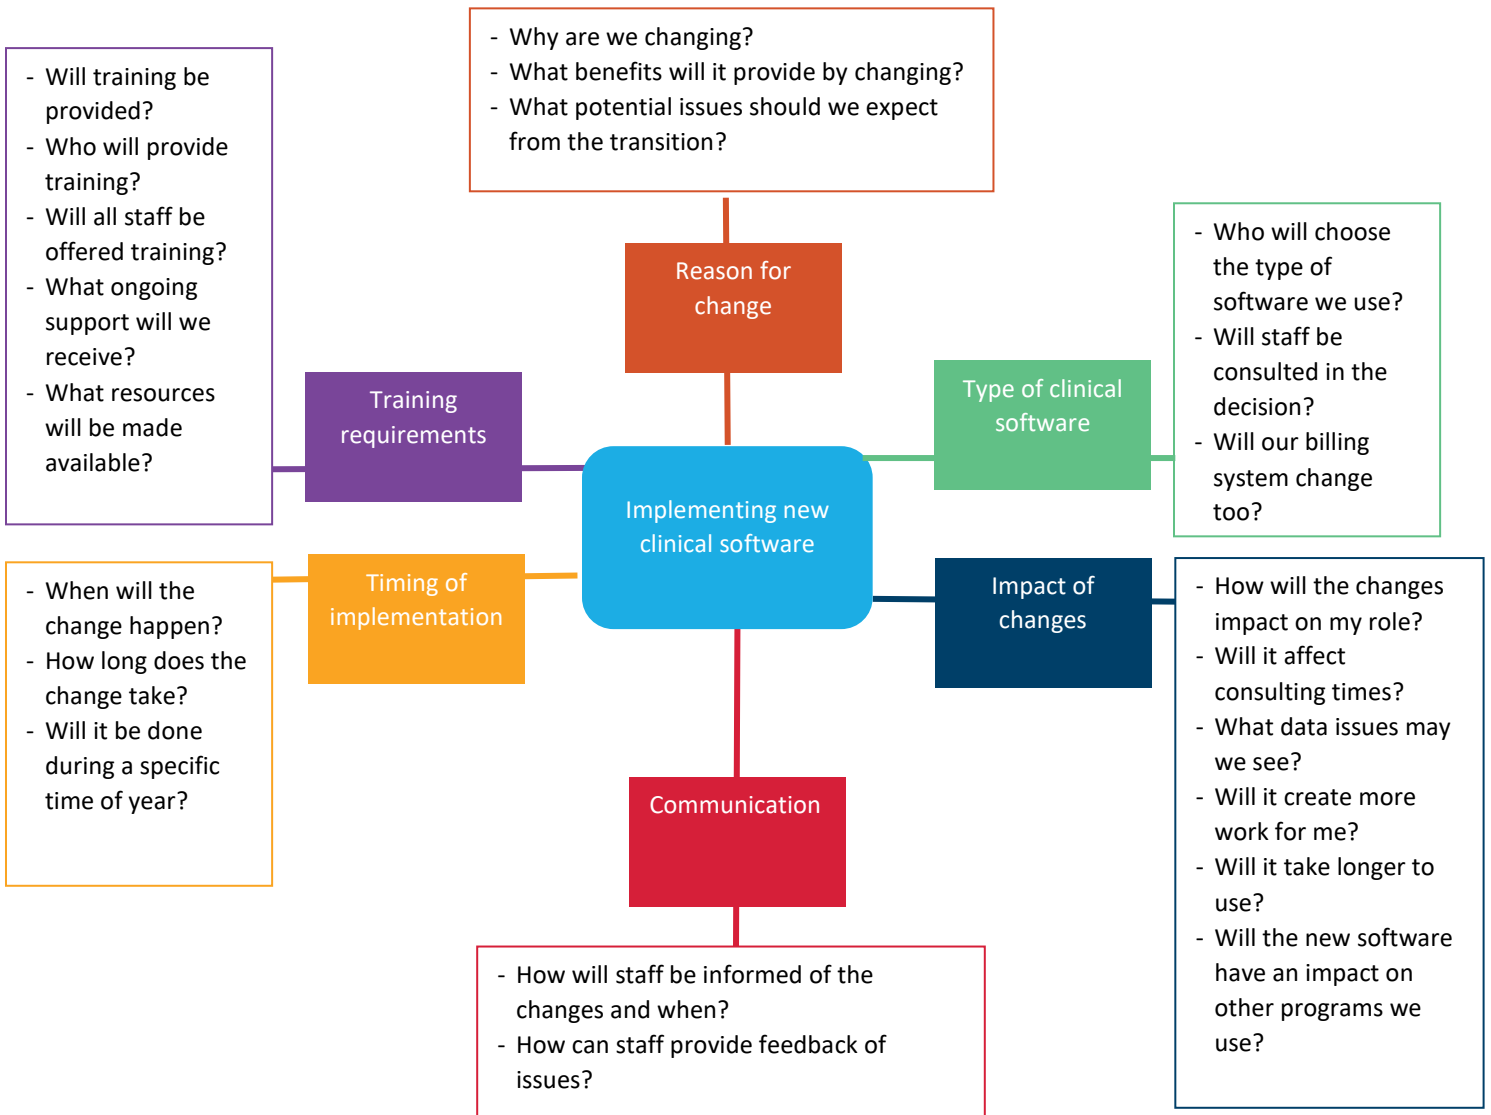 - Why are we changing?
- What benefits will it provide by changing?
- What potential issues should we expect
from the transition?
- Will training be
provided?
- Who will provide
training?
- Will all staff be
offered training?
- What ongoing
support will we
receive?
- What resources
will be made
available?
Reason for
change
- Who will choose
the type of
software we use?
- Will staff be
consulted in the
decision?
- Will our billing
system change
too?
Training
requirements
Type of clinical
software
Implementing new
clinical software
- When will the
change happen?
- How long does the
change take?
- Will it be done
during a specific
time of year?
Timing of
implementation
Impact of
changes
- How will the changes
impact on my role?
- Will it affect
consulting times?
- What data issues may
we see?
- Will it create more
work for me?
- Will it take longer to
use?
- Will the new software
have an impact on
other programs we
use?
Communication
- How will staff be informed of the
changes and when?
- How can staff provide feedback of
issues?